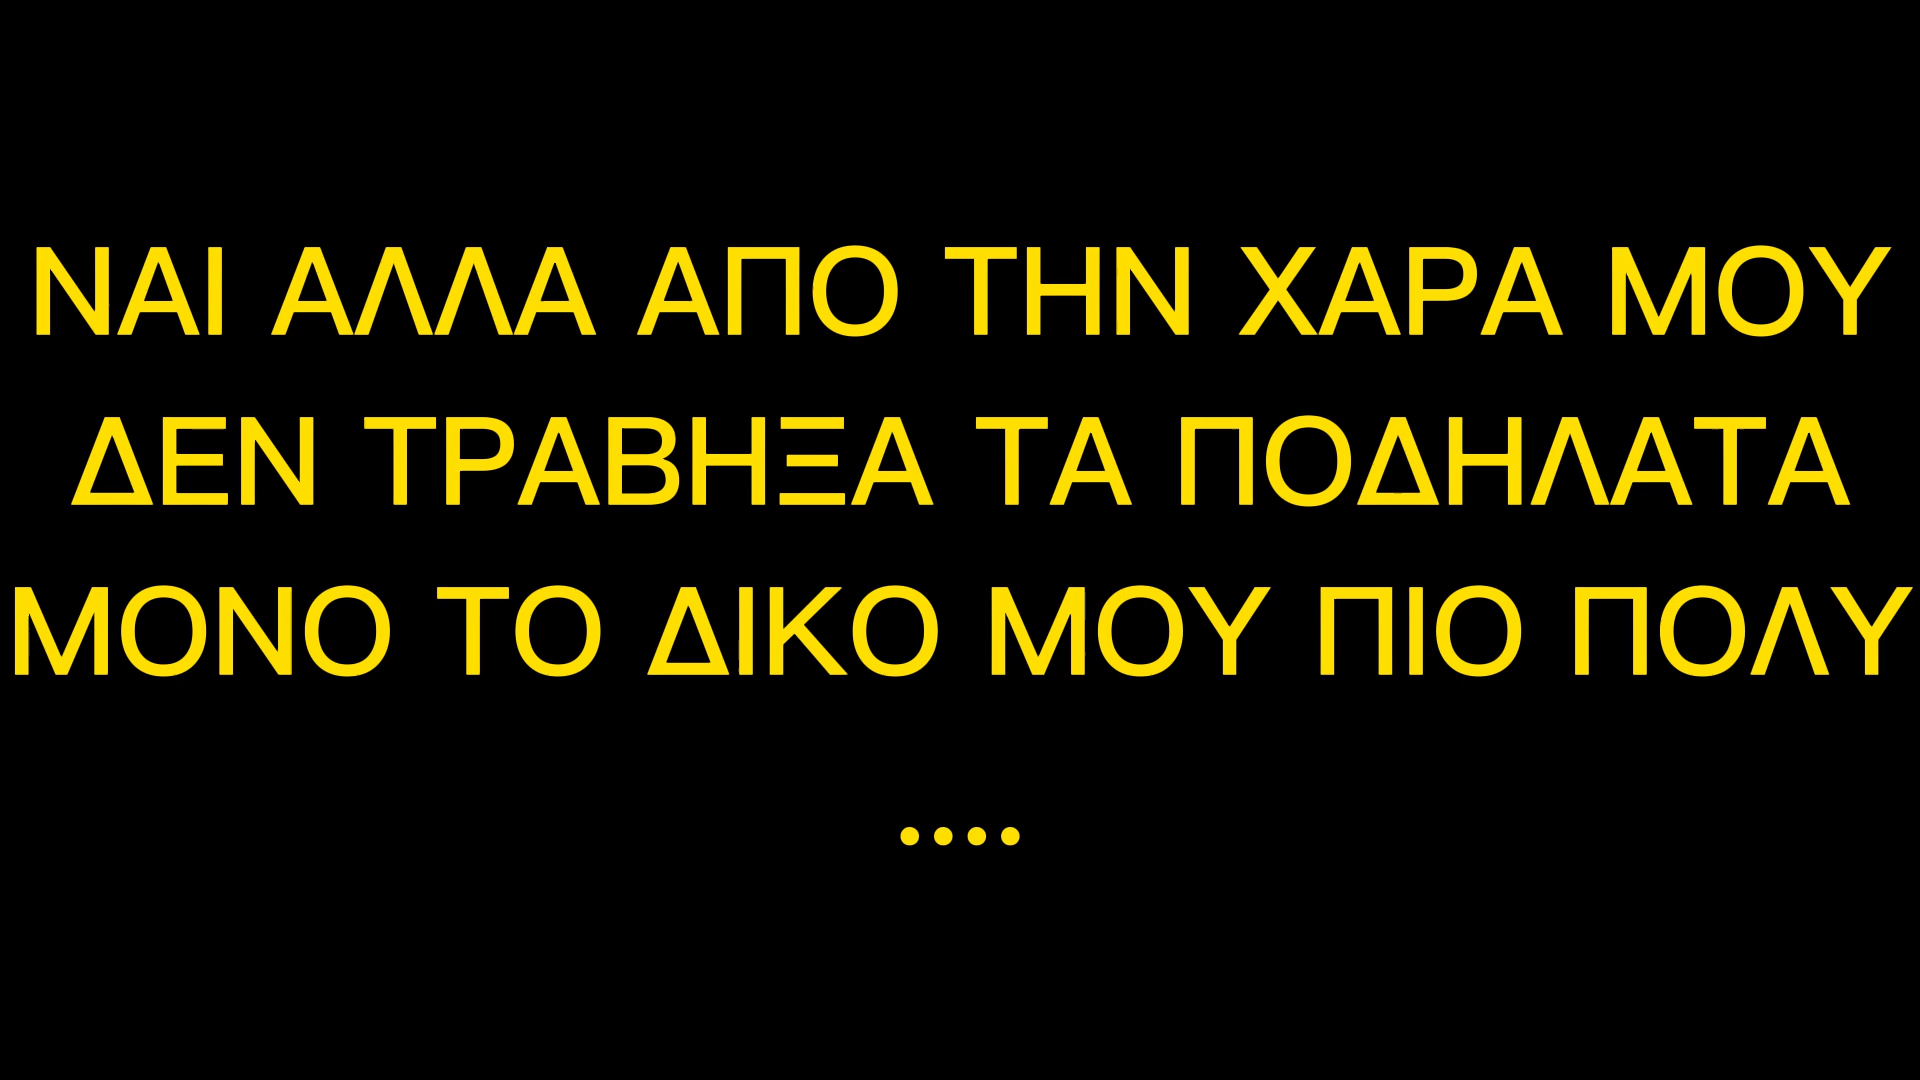 ΝΑΙ ΑΛΛΑ ΑΠΟ ΤΗΝ ΧΑΡΑ ΜΟΥ
ΔΕΝ ΤΡΑΒΗΞΑ ΤΑ ΠΟΔΗΛΑΤΑ
ΜΟΝΟ ΤΟ ΔΙΚΟ ΜΟΥ ΠΙΟ ΠΟΛΥ
....